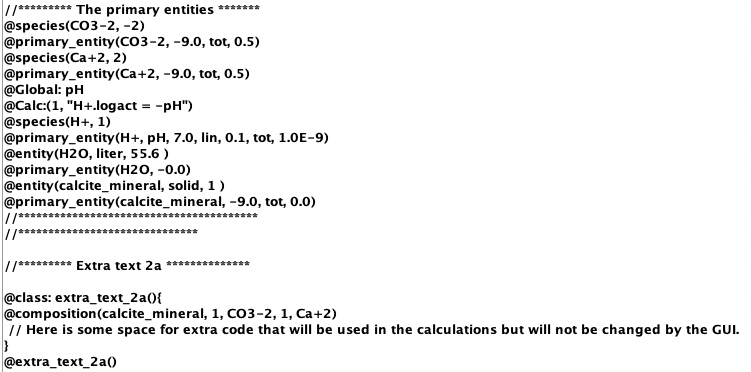 //********* The primary entities *******
@species(CO3-2, -2)
@primary_entity(CO3-2, -9.0, tot, 0.5)
@species(Ca+2, 2)
@primary_entity(Ca+2, -9.0, tot, 0.5)
@Global: pH
@Calc:(1, "H+.logact = -pH")
@species(H+, 1)
@primary_entity(H+, pH, 7.0, lin, 0.1, tot, 1.0E-9)
@entity(H2O, liter, 55.6 )
@primary_entity(H2O, -0.0)
@entity(calcite_mineral, solid, 1 )
@primary_entity(calcite_mineral, -9.0, tot, 0.0)
//****************************************
//******************************
//********* Extra text 2a **************
@class: extra_text_2a(){
@composition(calcite_mineral, 1, CO3-2, 1, Ca+2)
// Here is some space for extra code that will be used in the calculations but will not be changed by the GUI.
}
@extra_text_2a()